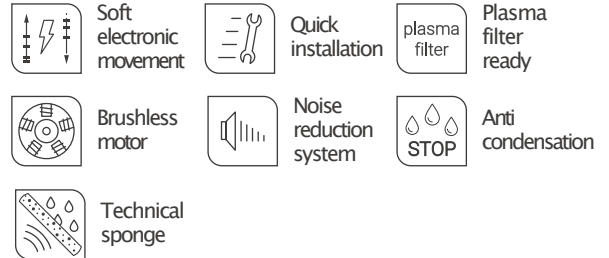 Soft
electronic
movement
Quick
installation
plasma
filter
Plasma
filter
ready
Brushless
motor
Noise
reduction
system
STOP
Anti
condensation
Technical
sponge